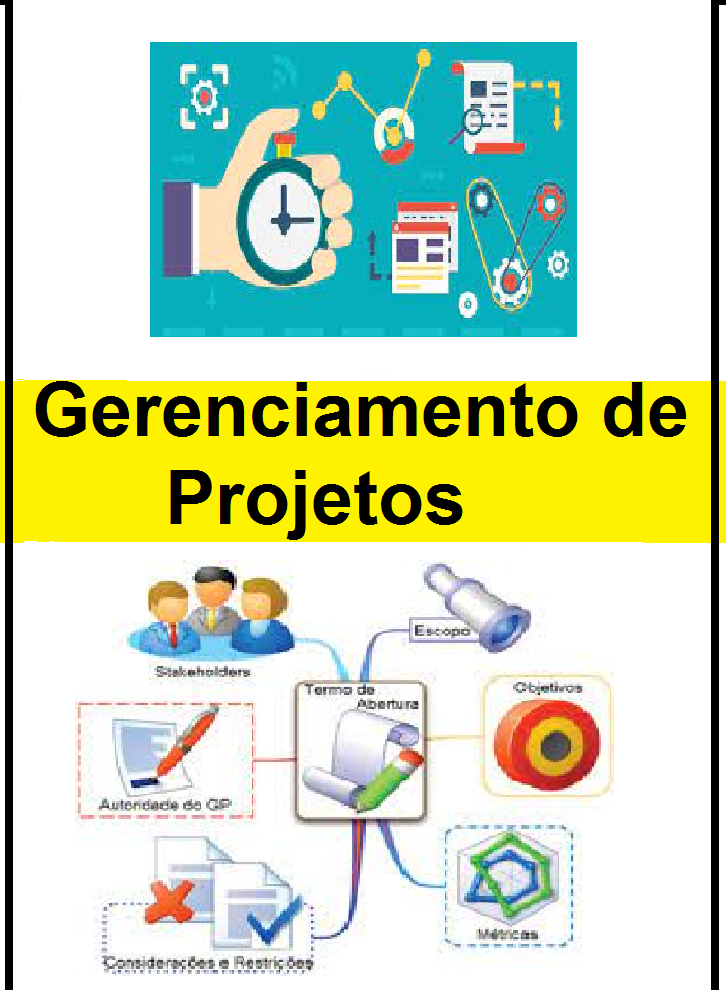 Gerenciamento de
Projetos
Escopo
Stakeholders
Termo de
Abertura
Objetivos
Autoridade do GP
Métricas
Considerações e Restrições